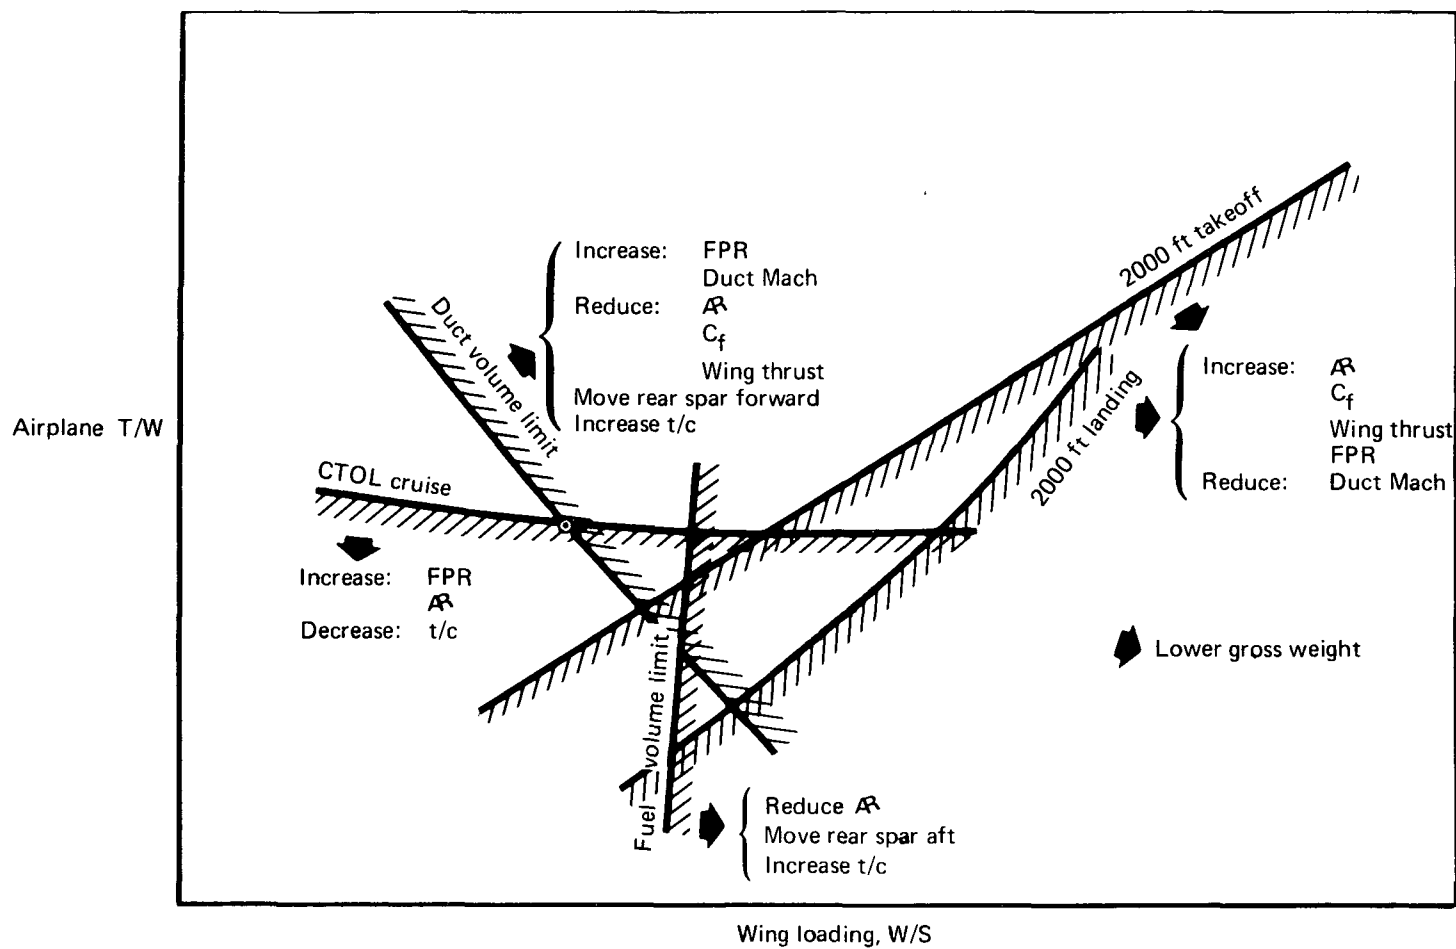 2000 ft takeoff
Increase: FPR
Duct Mach
Reduce: AR
Cf
Wing thrust
Move rear spar forward
Increase t/c
Duct volume limit
Increase: AR
Cf
Wing thrust
FPR
Reduce: Duct Mach
2000 ft landing
Airplane T/W
CTOL cruise
Increase: FPR
AR
Decrease: t/c
Lower gross weight
Fuel volume limit
Reduce AR
Move rear spar aft
Increase t/c
Wing loading, W/S